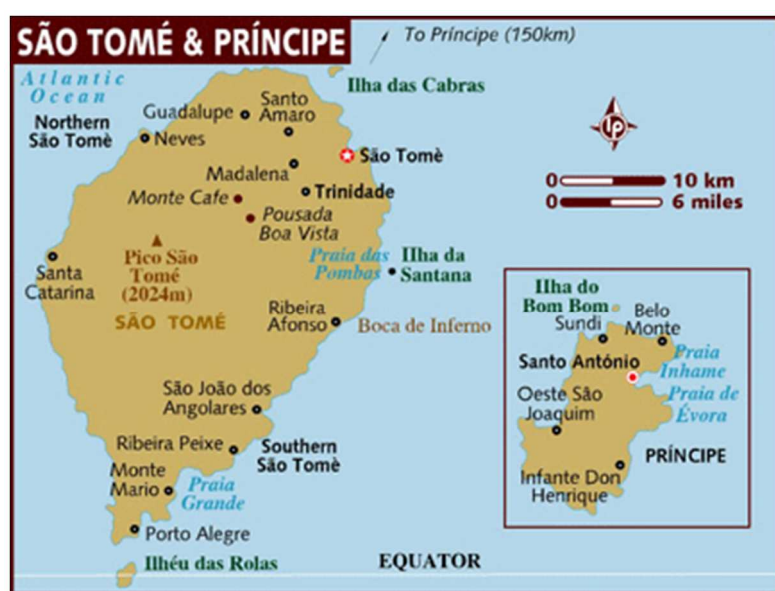 SÃO TOMÉ & PRÍNCIPE
To Príncipe (150km)
Atlantic
Ocean
Ilha das Cabras
Guadalupe
Santo
Amaro
Northern
São Tomè
Neves
São Tomè
lp
Madalena
Trinidade
0 10 km
0 6 miles
Monte Cafe
Pousada
Boa Vista
Pico São
Tomé
(2024m)
Praia das
Pombas
Ilha da
Santana
Santa
Catarina
SÃO TOMÉ
Ribeira
Afonso
Boca de Inferno
Ilha do
Bom Bom
Sundi
Belo
Monte
Santo António
Praia
Inhame
Praia de
Évora
Oeste São
Joaquim
PRÍNCIPE
Infante Don
Henrique
São João dos
Angolares
Ribeira Peixe
Southern
São Tomè
Monte
Mario
Praia
Grande
Porto Alegre
Ilhéu das Rolas
EQUATOR